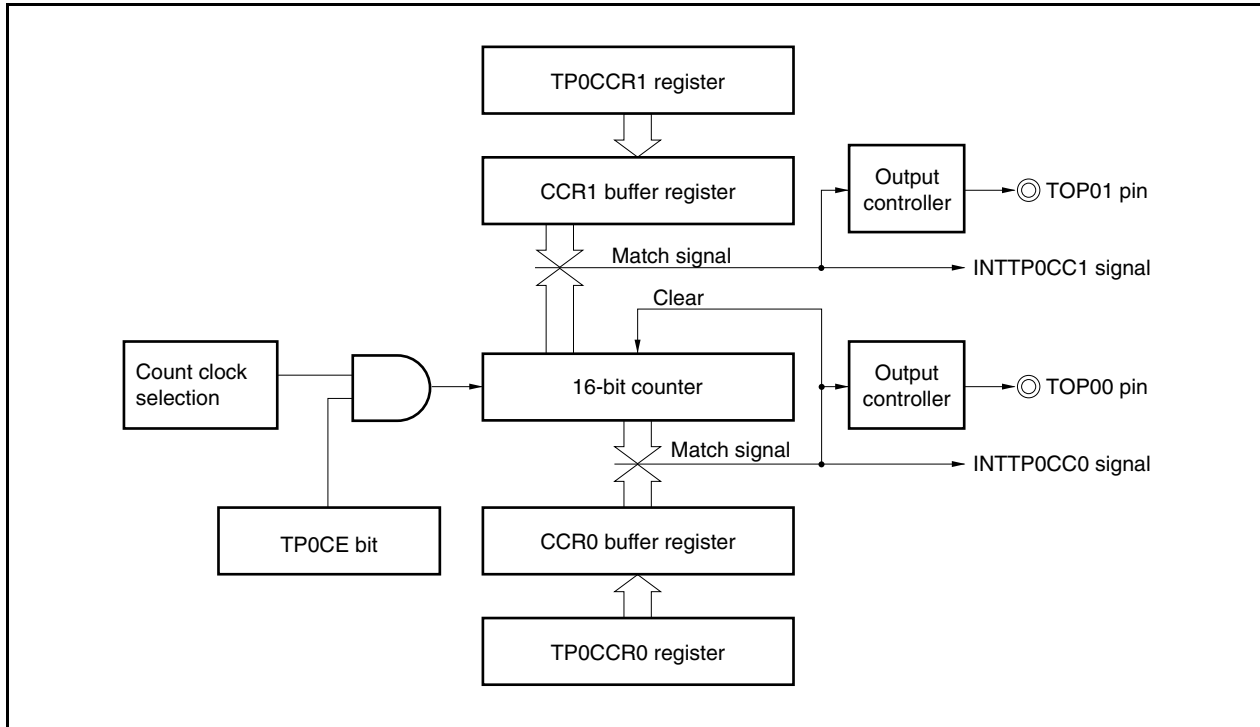 TP0CCR1 register
CCR1 buffer register
Output
controller
TOP01 pin
Match signal
INTTP0CC1 signal
Clear
Count clock
selection
16-bit counter
Output
controller
TOP00 pin
Match signal
INTTP0CC0 signal
TP0CE bit
CCR0 buffer register
TP0CCR0 register